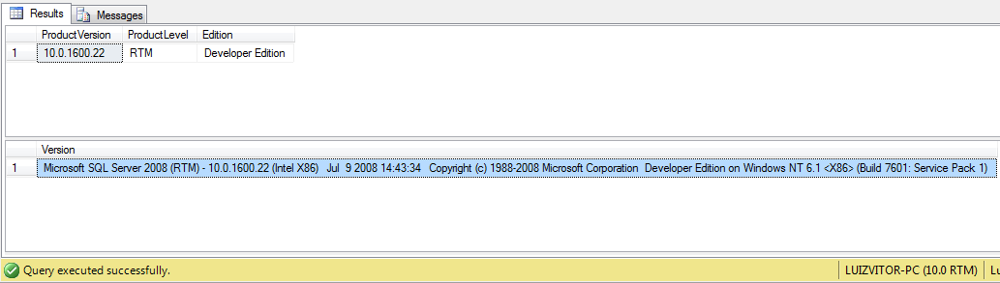 Results Messages
ProductVersion ProductLevel Edition
1 10.0.1600.22 RTM Developer Edition
Version
1 Microsoft SQL Server 2008 (RTM) - 10.0.1600.22 (Intel X86) Jul 9 2008 14:43:34 Copyright (c) 1988-2008 Microsoft Corporation Developer Edition on Windows NT 6.1 <X86> (Build 7601: Service Pack 1)
Query executed successfully. LUIZVITOR-PC (10.0 RTM)